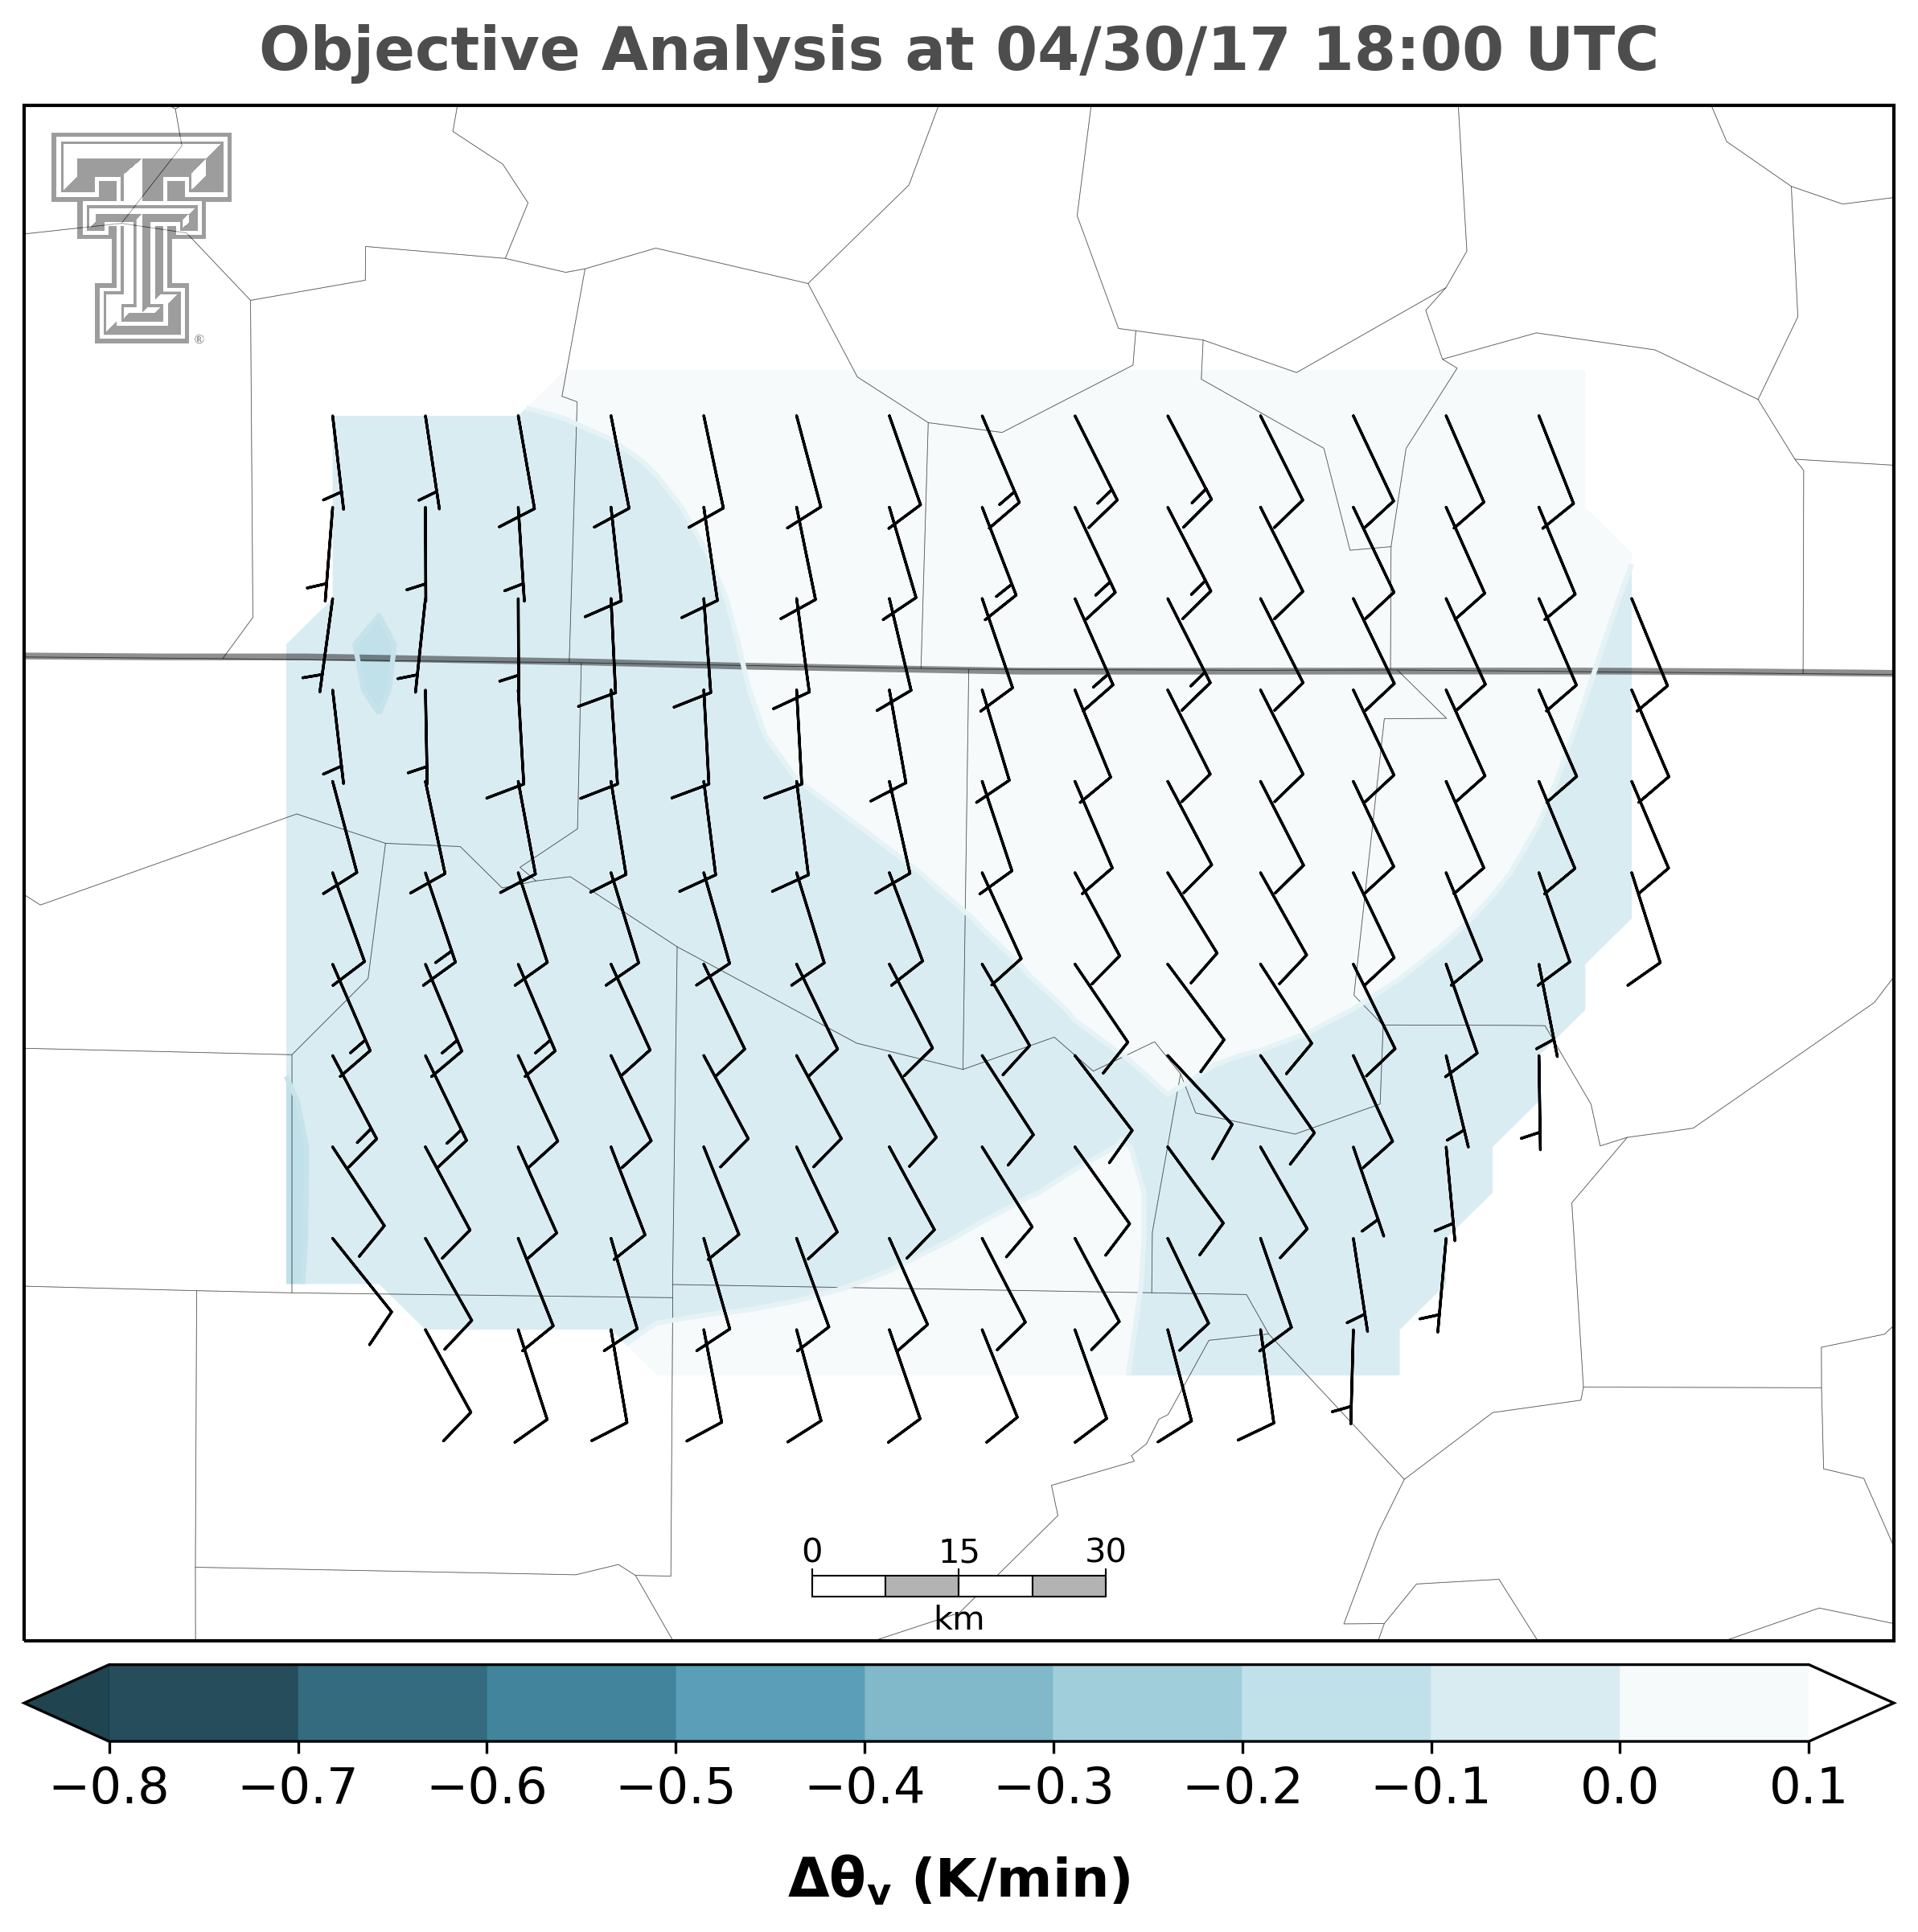 Objective Analysis at 04/30/17 18:00 UTC
®
0 15 30
km
−0.8 −0.7 −0.6 −0.5 −0.4 −0.3 −0.2 −0.1 0.0 0.1
Δθv (K/min)